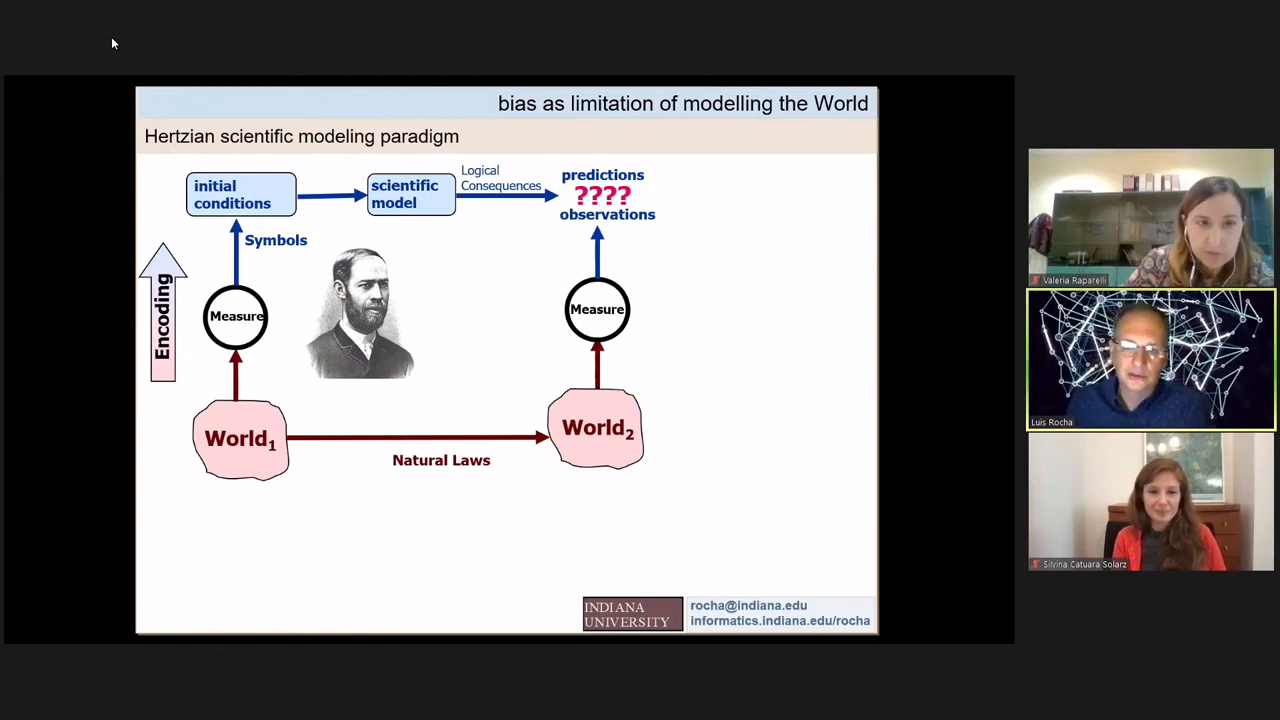 bias as limitation of modelling the World
Hertzian scientific modeling paradigm
initial
conditions
scientific
model
Logical
Consequences
predictions
????
observations
Symbols
Encoding
Measure
Measure
World1
World2
Natural Laws
INDIANA
UNIVERSITY
rocha@indiana.edu
informatics.indiana.edu/rocha
Valeria Raparelli
Luis Rocha
Silvina Catuara Solarz